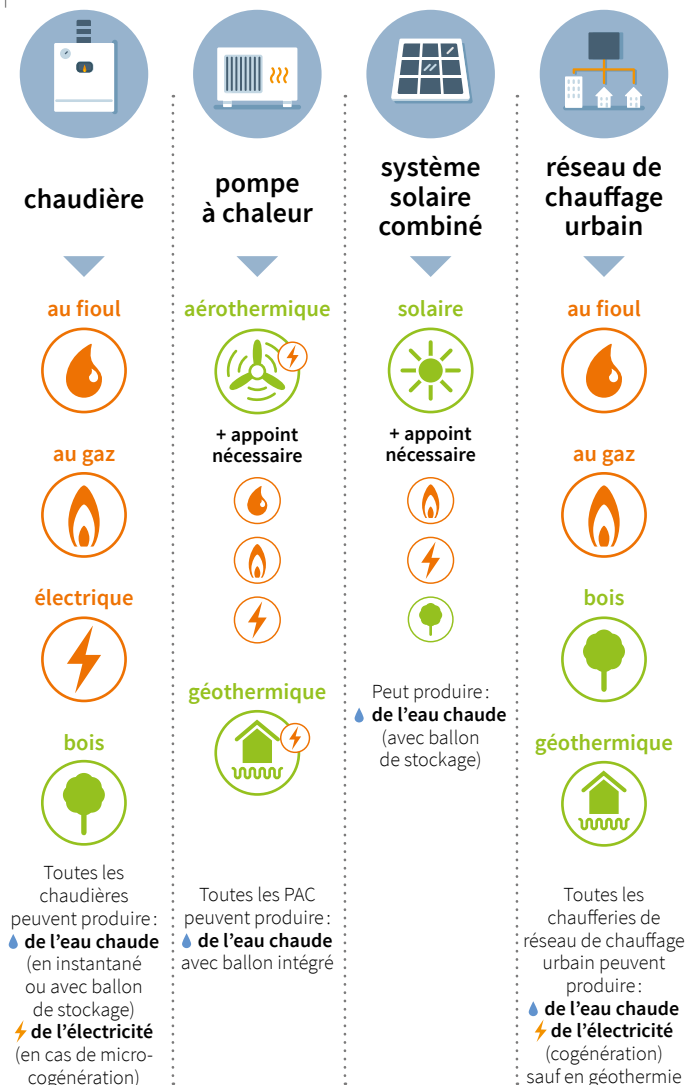 chaudière
au fioul
au gaz
électrique
bois
Toutes les
chaudières
peuvent produire :
de l'eau chaude
(en instantané
ou avec ballon
de stockage)
de l'électricité
(en cas de micro-
cogénération)
pompe
à chaleur
aérothermique
+ appoint
nécessaire
géothermique
Toutes les PAC
peuvent produire :
de l'eau chaude
avec ballon intégré
système
solaire
combiné
solaire
+ appoint
nécessaire
Peut produire :
de l'eau chaude
(avec ballon
de stockage)
réseau de
chauffage
urbain
au fioul
au gaz
bois
géothermique
Toutes les
chaufferies de
réseau de chauffage
urbain peuvent
produire :
de l'eau chaude
de l'électricité
(cogénération)
sauf en géothermie